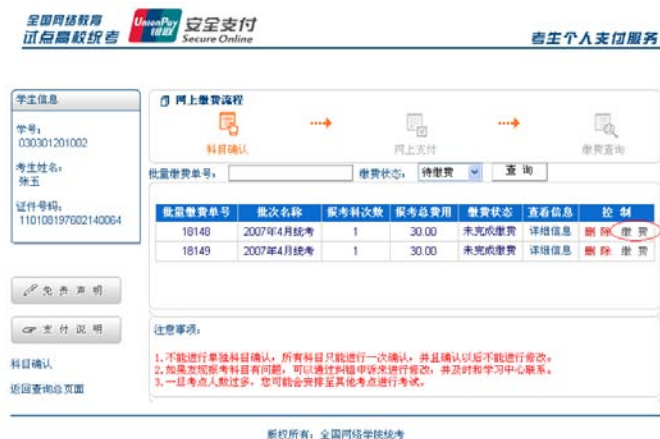 全国网络教育
试点高校统考
UnionPay
银联
安全支付
Secure Online
考生个人支付服务
学生信息
学号:
030301201002
考生姓名:
张五
证件号码:
110108197602140064
免 责 声 明
支 付 说 明
科目确认
返回查询总页面
网上缴费流程
科目确认
网上支付
缴费查询
批量缴费单号: 缴费状态: 待缴费 查 询
批量缴费单号 批次名称 报考科次数 报考总费用 缴费状态 查看信息 控 制
18148 2007年4月统考 1 30.00 未完成缴费 详细信息 删 除 缴 费
18149 2007年4月统考 1 30.00 未完成缴费 详细信息 删 除 缴 费
注意事项:
1.不能进行单独科目确认，所有科目只能进行一次确认，并且确认以后不能进行修改。
2.如果发现报考科目有问题，可以通过纠错申诉来进行修改，并及时和学习中心联系。
3.一旦考点人数过多，您可能会安排至其他考点进行考试。
版权所有: 全国网络学院统考